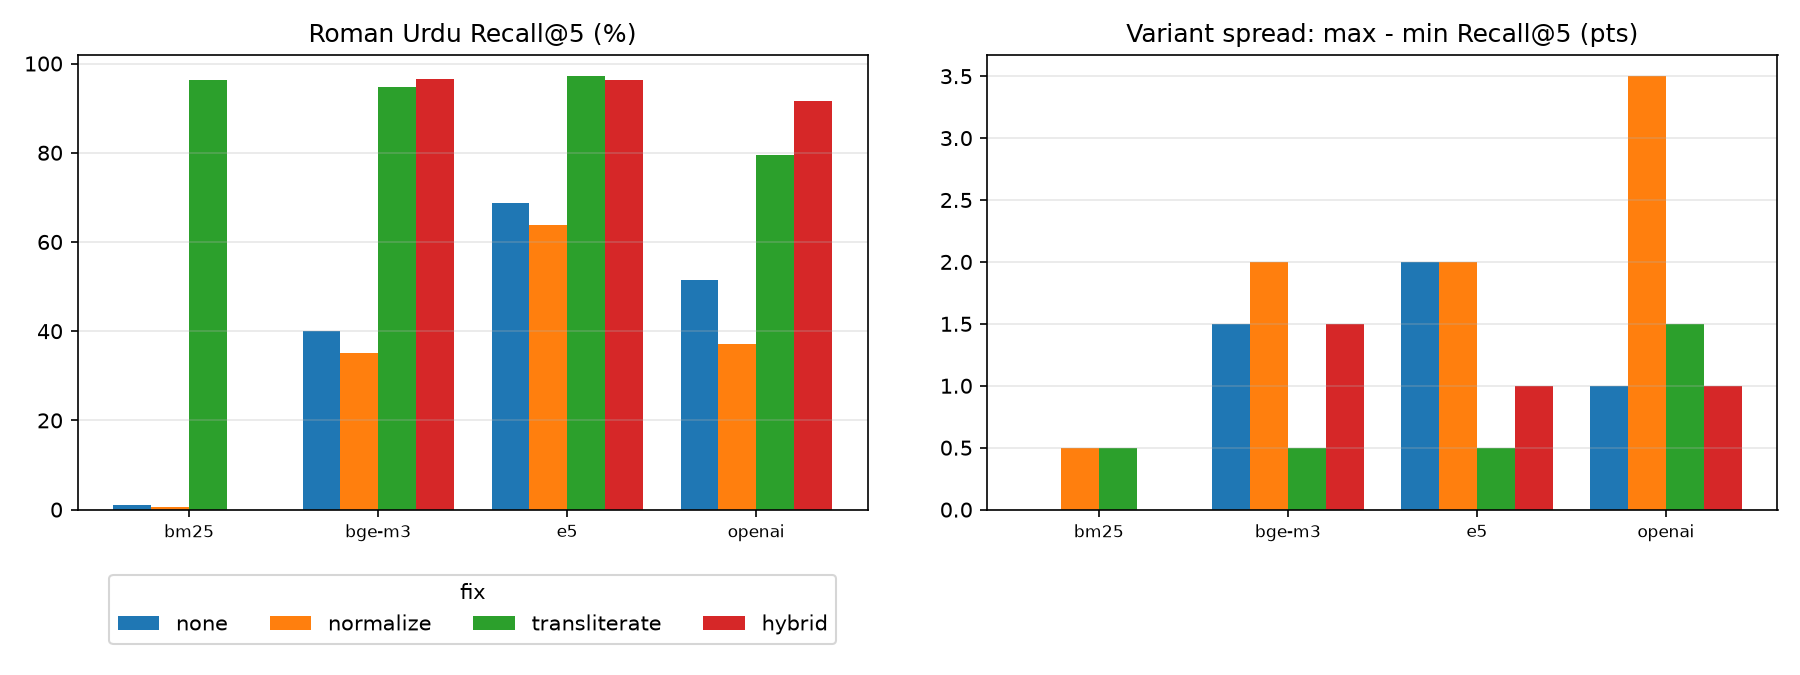 Roman Urdu Recall@5 (%)
100
80
60
40
20
0
bm25 bge-m3 e5 openai
fix
none normalize transliterate hybrid
Variant spread: max - min Recall@5 (pts)
3.5
3.0
2.5
2.0
1.5
1.0
0.5
0.0
bm25 bge-m3 e5 openai